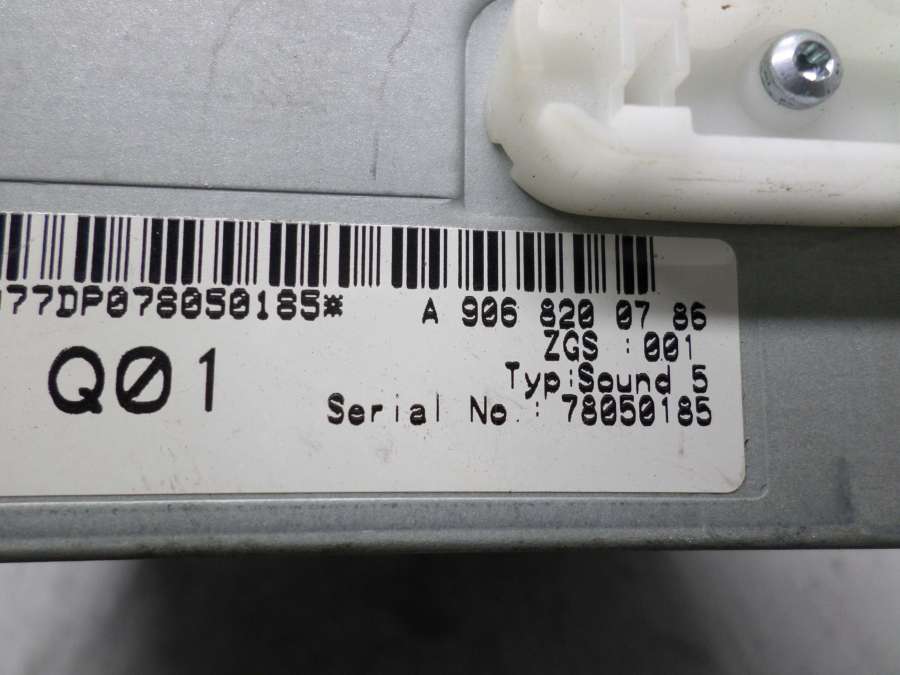 77DP078050185* A 906 820 07 86
ZGS :001
Q01
Typ:Sound 5
Serial No.: 78050185